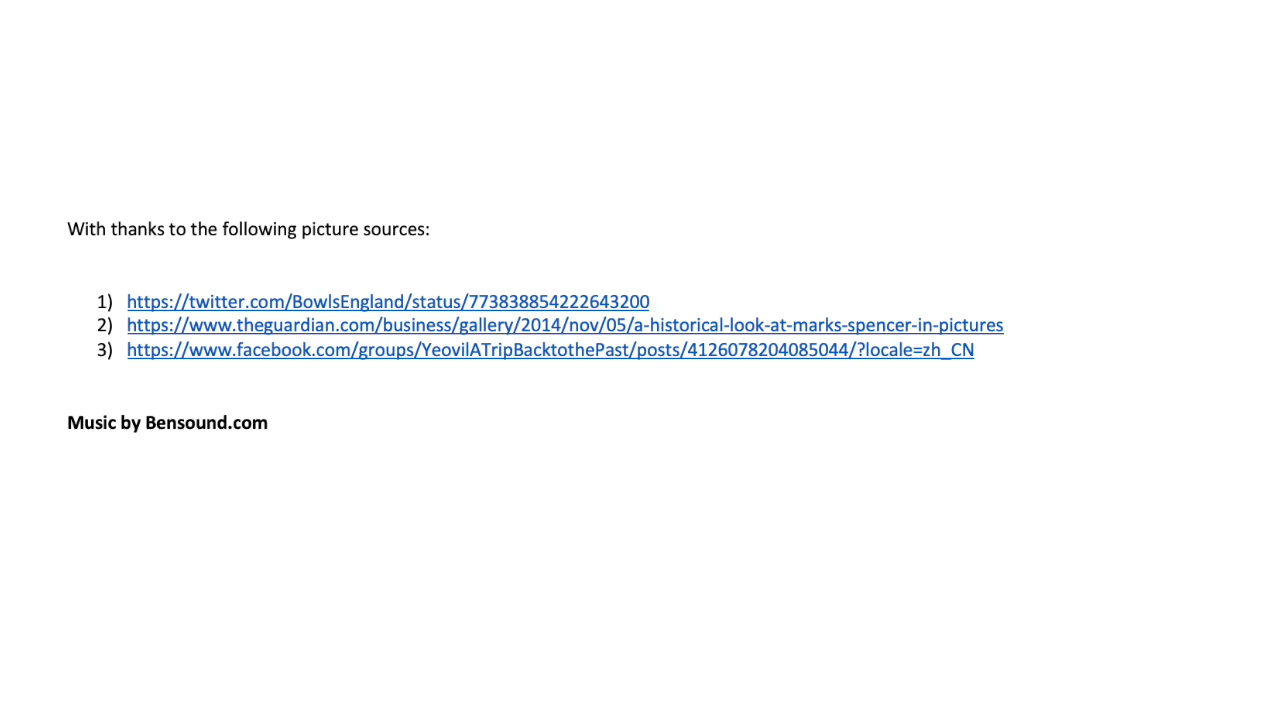 With thanks to the following picture sources:
1) https://twitter.com/BowlsEngland/status/773838854222643200
2) https://www.theguardian.com/business/gallery/2014/nov/05/a-historical-look-at-marks-spencer-in-pictures
3) https://www.facebook.com/groups/YeovilATripBacktothePast/posts/4126078204085044/?locale=zh_CN
Music by Bensound.com